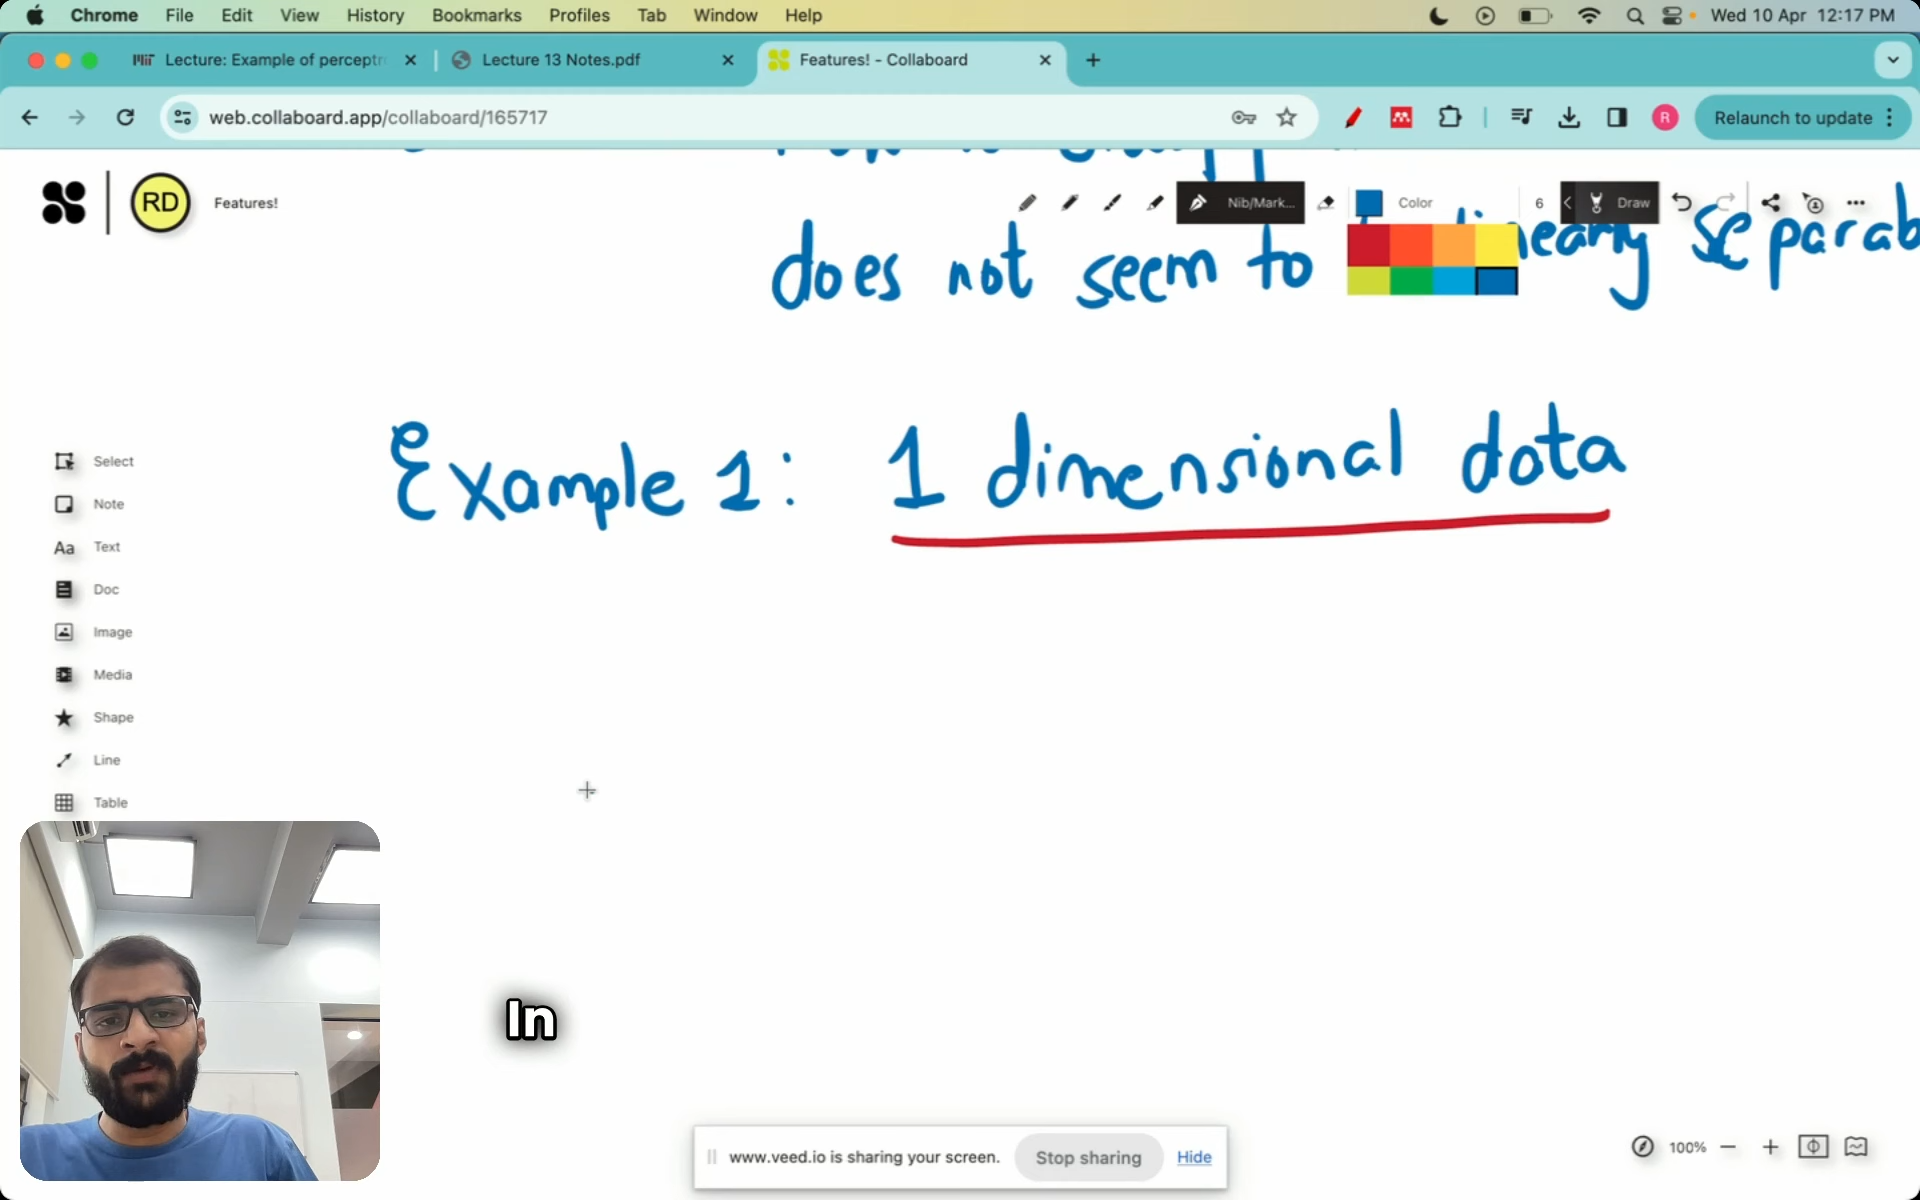 Chrome File Edit View History Bookmarks Profiles Tab Window Help Wed 10 Apr 12:17 PM
Lecture: Example of perceptr Lecture 13 Notes.pdf Features! - Collaboard
web.collaboard.app/collaboard/165717 R Relaunch to update
RD Features! Nib/Mark... Color 6 Draw
does not seem to linearly separab
Example 1: 1 dimensional data
Select
Note
Aa Text
Doc
Image
Media
Shape
Line
Table
In
www.veed.io is sharing your screen. Stop sharing Hide
100%